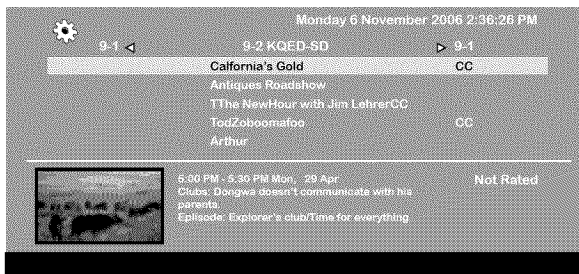 Monday 6 November 2006 2:36:26 PM
9-1 9-2 KQED-SD 9-1
Calfornia's Gold CC
Antiques Roadshow
TThe NewHour with Jim LehrerCC
TodZoboomafoo CC
Arthur
5:00 PM - 5:30 PM Mon, 29 Apr Not Rated
Clubs: Dongwa doesn't communicate with his
parents.
Eplisode: Explorer's club/Time for everything